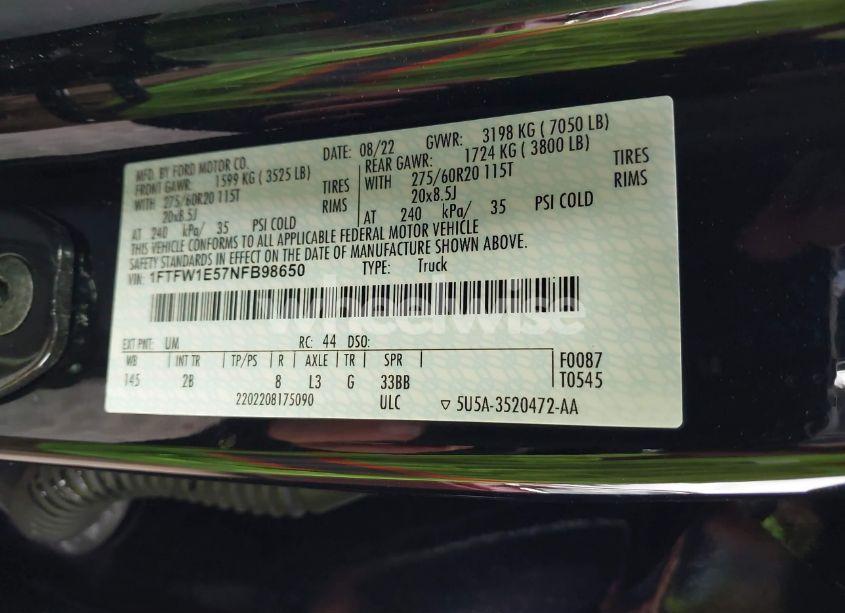 MFD. BY FORD MOTOR CO.
DATE: 08/22 GVWR: 3198 KG ( 7050 LB)
FRONT GAWR: 1599 KG ( 3525 LB)
REAR GAWR: 1724 KG ( 3800 LB)
WITH 275/60R20 115T TIRES
WITH 275/60R20 115T TIRES
20x8.5J RIMS
20x8.5J RIMS
AT 240 kPa/ 35 PSI COLD
AT 240 kPa/ 35 PSI COLD
THIS VEHICLE CONFORMS TO ALL APPLICABLE FEDERAL MOTOR VEHICLE
SAFETY STANDARDS IN EFFECT ON THE DATE OF MANUFACTURE SHOWN ABOVE.
VIN: 1FTFW1E57NFB98650 TYPE: Truck
wheelwise
EXT PNT: UM RC: 44 DSO:
WB INT TR TP/PS R AXLE TR SPR F0087
145 2B 8 L3 G 33BB T0545
2202208175090 ULC ▽ 5U5A-3520472-AA